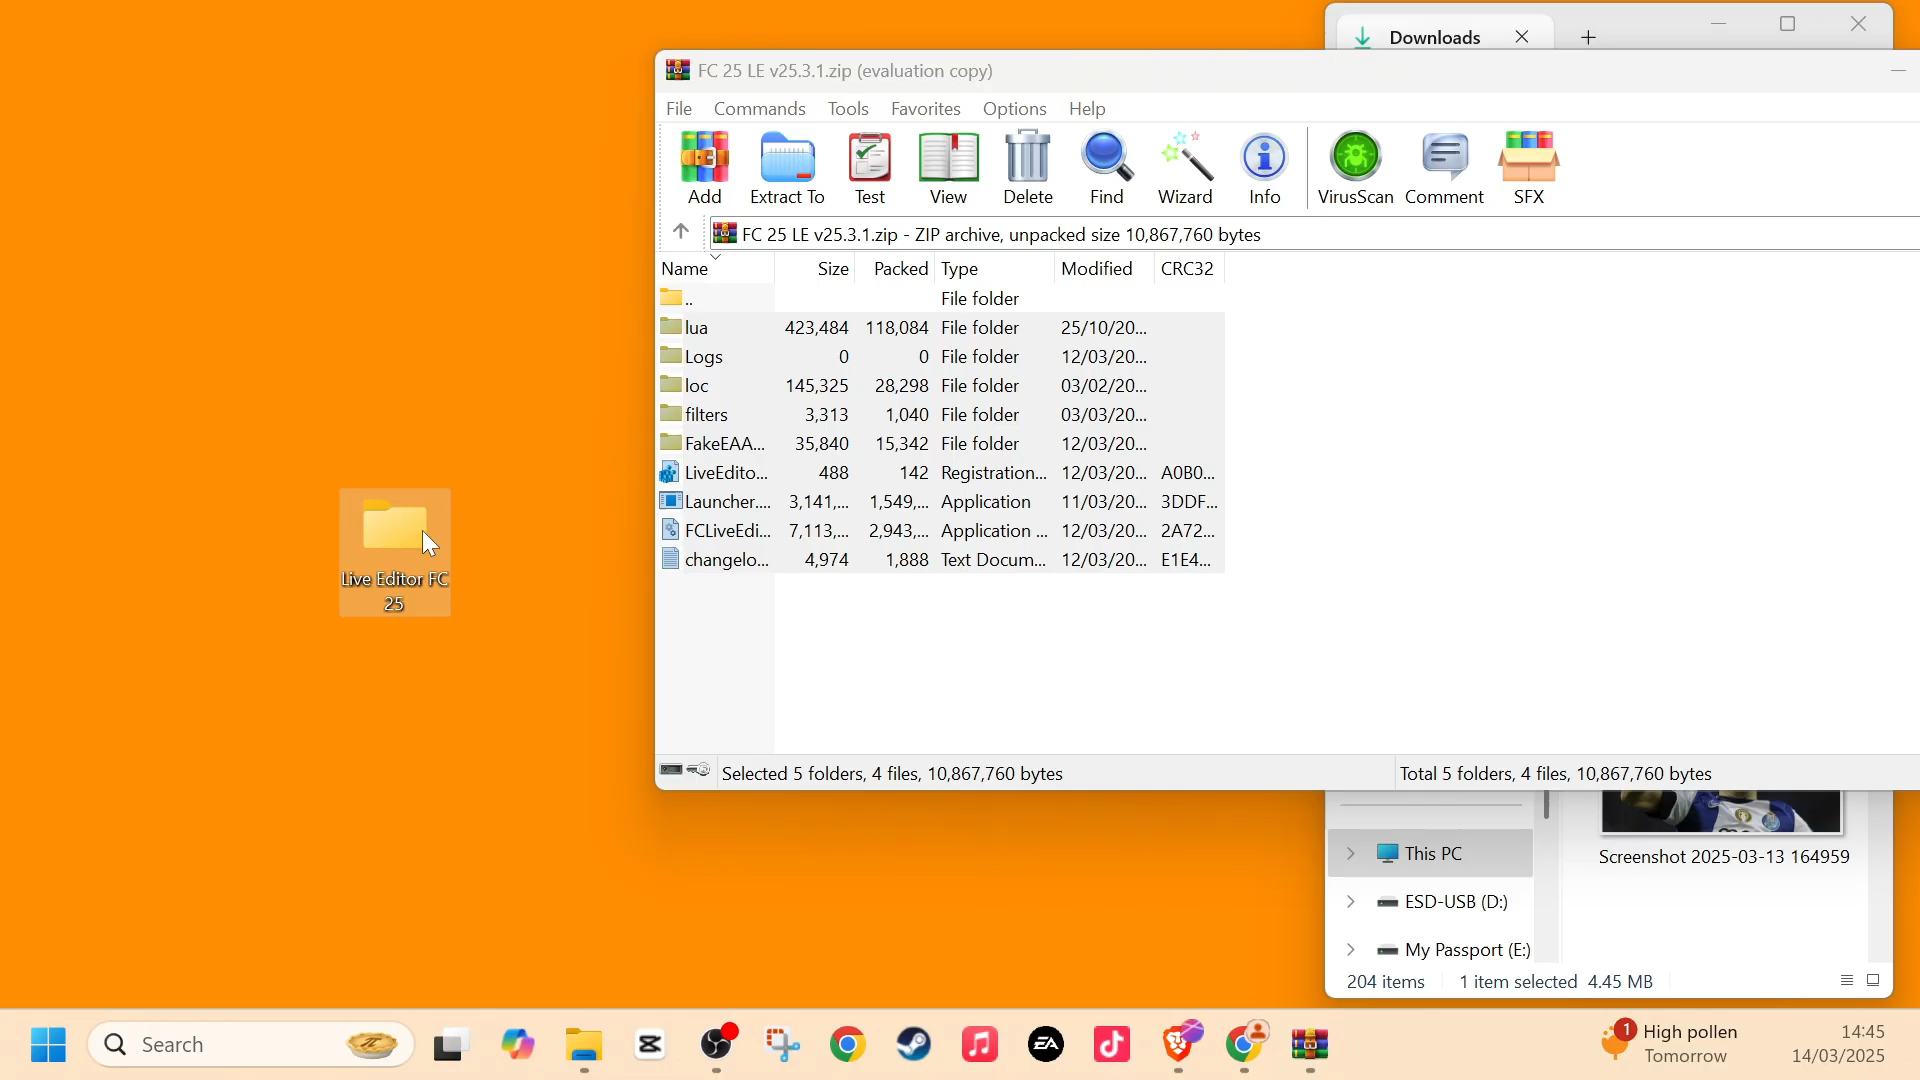 Downloads
FC 25 LE v25.3.1.zip (evaluation copy)
File Commands Tools Favorites Options Help
Add Extract To Test View Delete Find Wizard Info VirusScan Comment SFX
FC 25 LE v25.3.1.zip - ZIP archive, unpacked size 10,867,760 bytes
Name Size Packed Type Modified CRC32
.. File folder
lua 423,484 118,084 File folder 25/10/20...
Logs 0 0 File folder 12/03/20...
loc 145,325 28,298 File folder 03/02/20...
filters 3,313 1,040 File folder 03/03/20...
FakeEAA... 35,840 15,342 File folder 12/03/20...
LiveEdito... 488 142 Registration... 12/03/20... A0B0...
Launcher.... 3,141,... 1,549,... Application 11/03/20... 3DDF...
FCLiveEdi... 7,113,... 2,943,... Application ... 12/03/20... 2A72...
changelo... 4,974 1,888 Text Docum... 12/03/20... E1E4...
Live Editor FC
25
Selected 5 folders, 4 files, 10,867,760 bytes
Total 5 folders, 4 files, 10,867,760 bytes
This PC
Screenshot 2025-03-13 164959
ESD-USB (D:)
My Passport (E:)
204 items 1 item selected 4.45 MB
Search
EA
1
High pollen
Tomorrow
14:45
14/03/2025